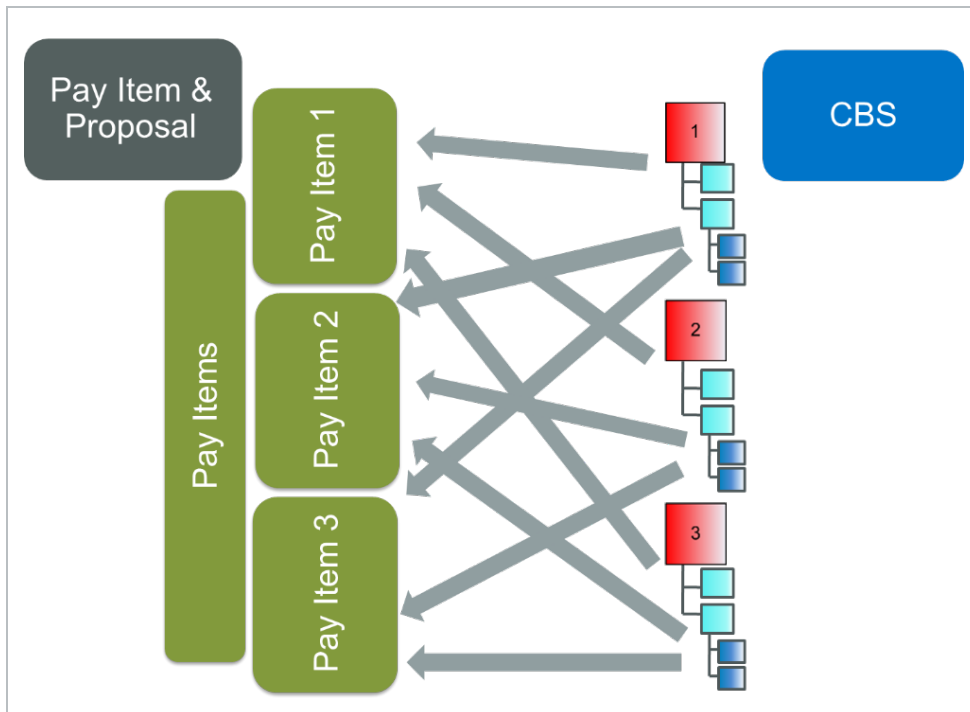 Pay Item &
Proposal
CBS
Pay Items
Pay Item 1
Pay Item 2
Pay Item 3
1
2
3